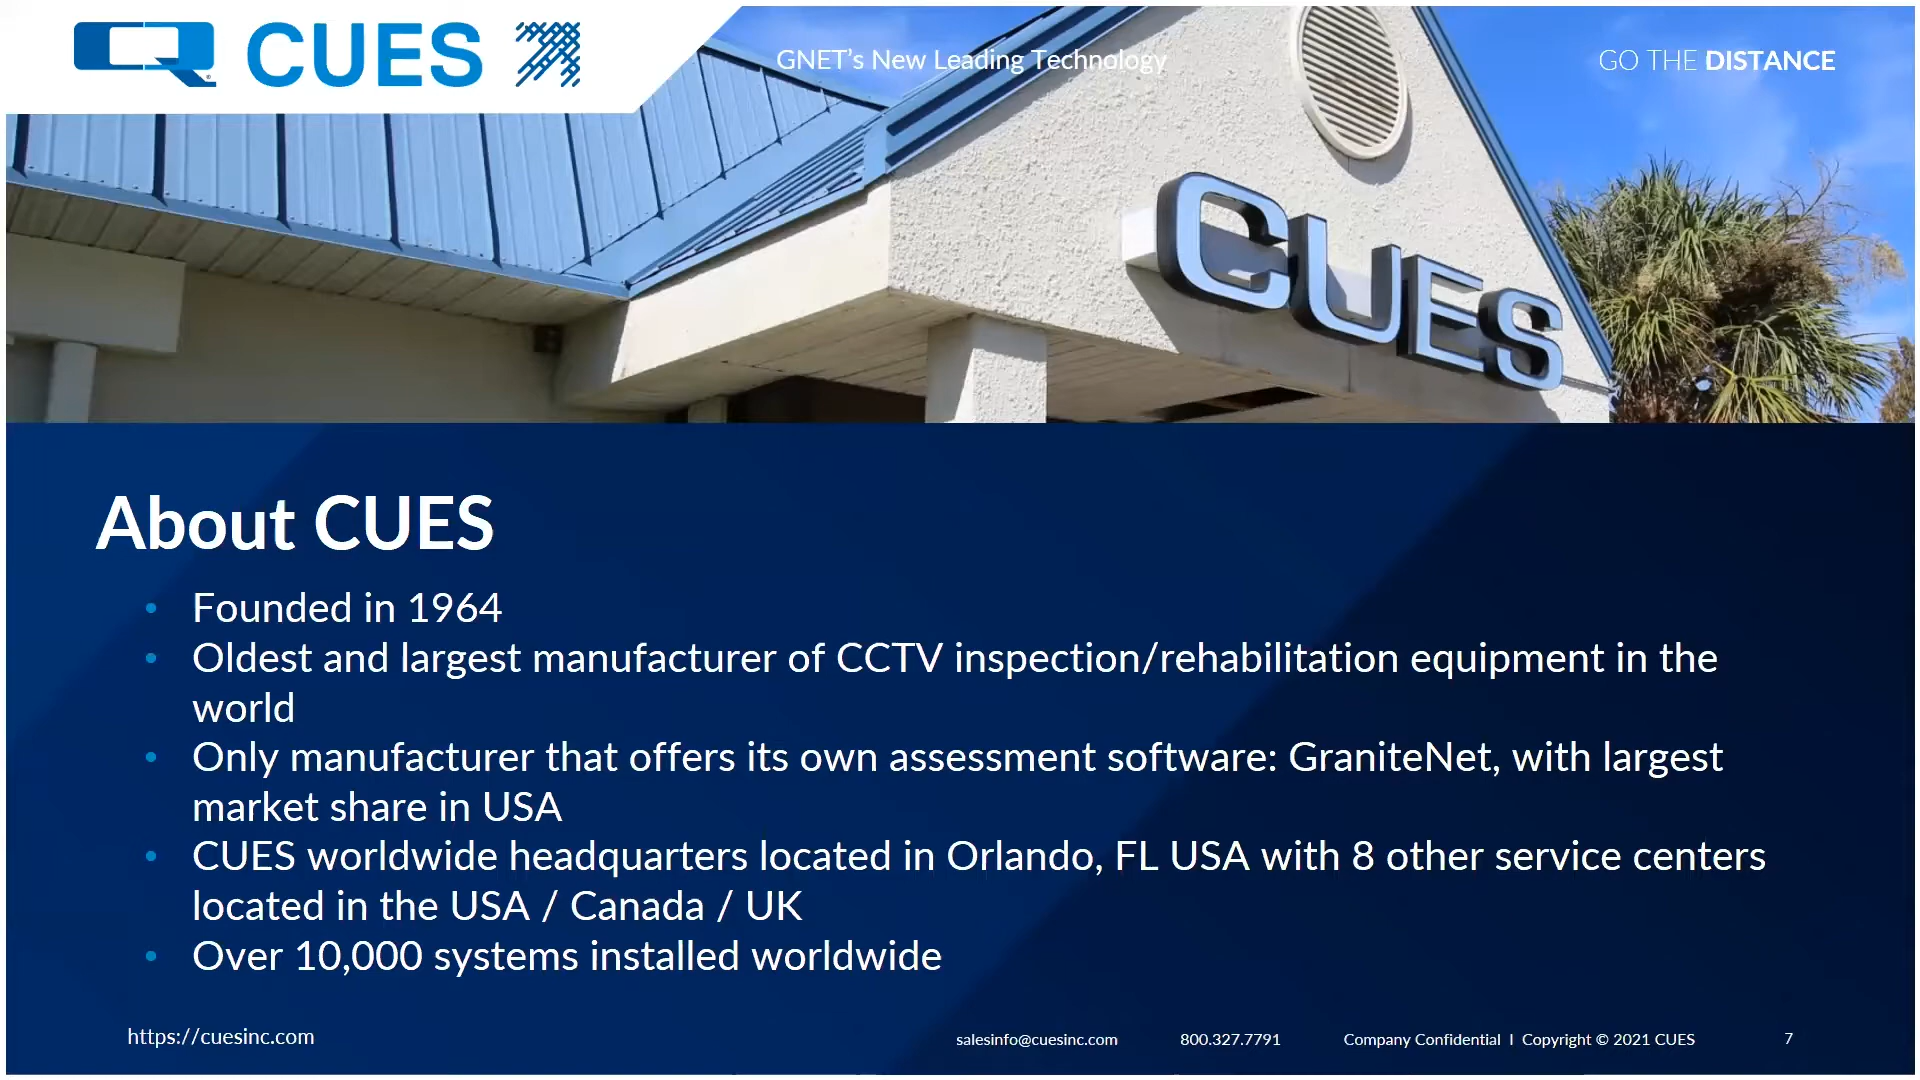 CUES
GNET’s New Leading Technology
GO THE DISTANCE
CUES
About CUES
• Founded in 1964
• Oldest and largest manufacturer of CCTV inspection/rehabilitation equipment in the
world
• Only manufacturer that offers its own assessment software: GraniteNet, with largest
market share in USA
• CUES worldwide headquarters located in Orlando, FL USA with 8 other service centers
located in the USA / Canada / UK
• Over 10,000 systems installed worldwide
https://cuesinc.com
salesinfo@cuesinc.com 800.327.7791 Company Confidential I Copyright © 2021 CUES 7